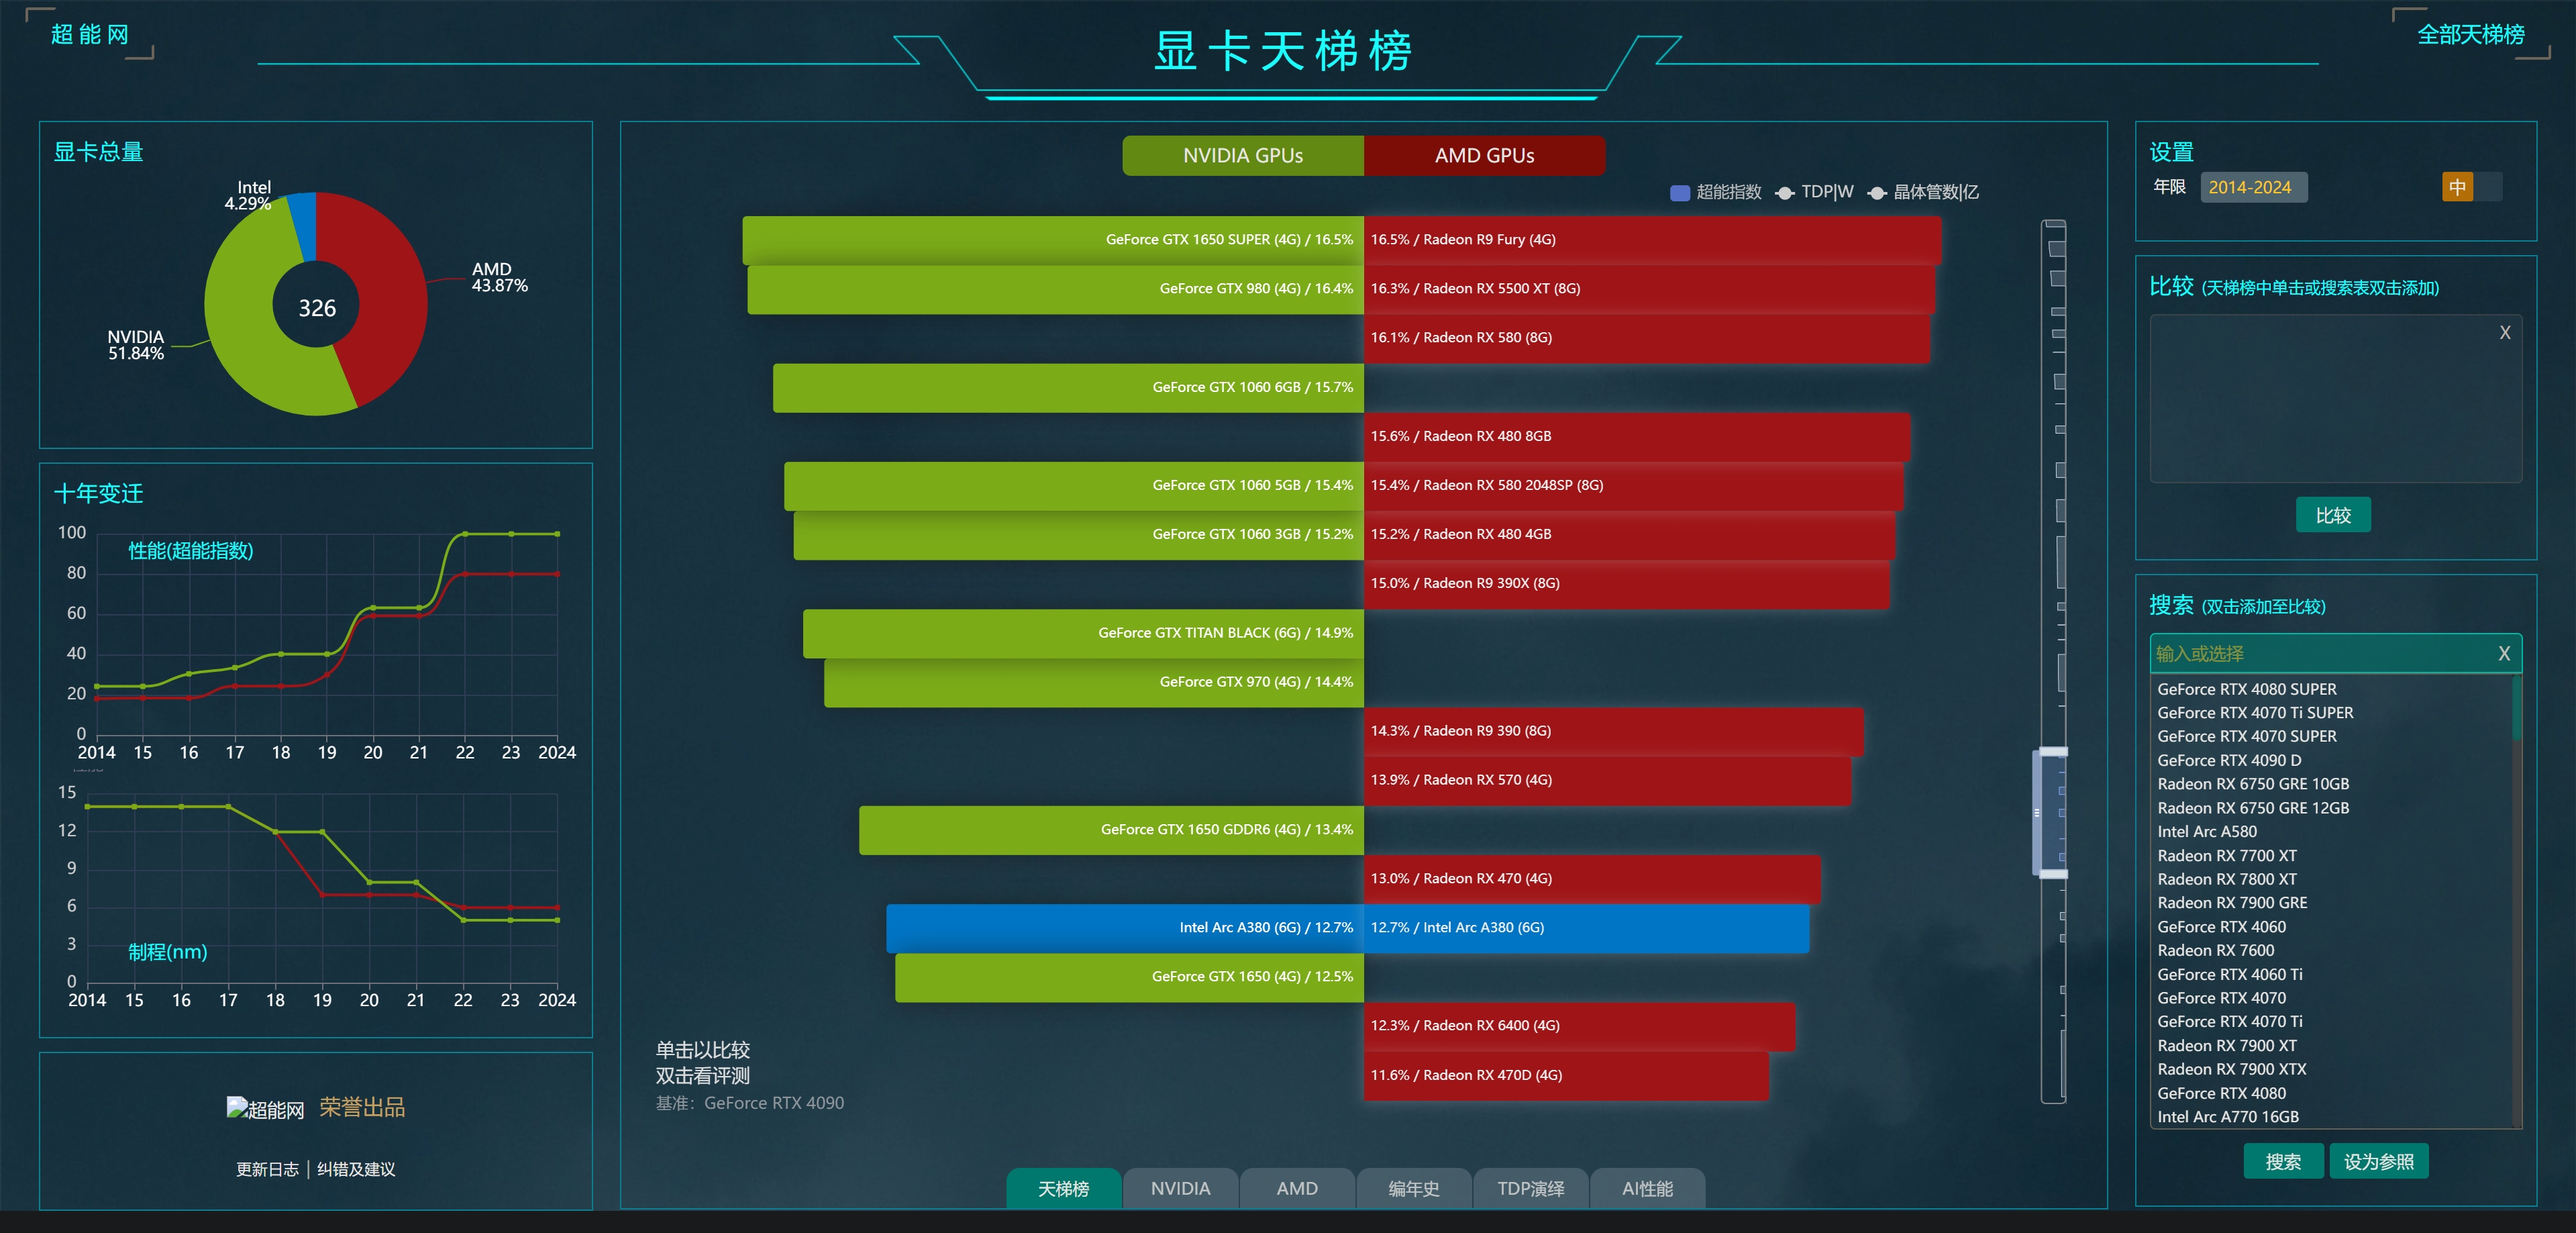 超能网
显卡天梯榜
全部天梯榜
显卡总量
Intel
4.29%
AMD
43.87%
326
NVIDIA
51.84%
十年变迁
性能(超能指数)
100
80
60
40
20
0
2014 15 16 17 18 19 20 21 22 23 2024
15
12
9
6
3
0
制程(nm)
2014 15 16 17 18 19 20 21 22 23 2024
超能网 荣誉出品
更新日志 | 纠错及建议
NVIDIA GPUs AMD GPUs
超能指数 TDP|W 晶体管数|亿
GeForce GTX 1650 SUPER (4G) / 16.5% 16.5% / Radeon R9 Fury (4G)
GeForce GTX 980 (4G) / 16.4% 16.3% / Radeon RX 5500 XT (8G)
16.1% / Radeon RX 580 (8G)
GeForce GTX 1060 6GB / 15.7%
15.6% / Radeon RX 480 8GB
GeForce GTX 1060 5GB / 15.4% 15.4% / Radeon RX 580 2048SP (8G)
GeForce GTX 1060 3GB / 15.2% 15.2% / Radeon RX 480 4GB
15.0% / Radeon R9 390X (8G)
GeForce GTX TITAN BLACK (6G) / 14.9%
GeForce GTX 970 (4G) / 14.4%
14.3% / Radeon R9 390 (8G)
13.9% / Radeon RX 570 (4G)
GeForce GTX 1650 GDDR6 (4G) / 13.4%
13.0% / Radeon RX 470 (4G)
Intel Arc A380 (6G) / 12.7% 12.7% / Intel Arc A380 (6G)
GeForce GTX 1650 (4G) / 12.5%
12.3% / Radeon RX 6400 (4G)
11.6% / Radeon RX 470D (4G)
单击以比较
双击看评测
基准：GeForce RTX 4090
天梯榜 NVIDIA AMD 编年史 TDP演绎 AI性能
设置
年限 2014-2024 中
比较 (天梯榜中单击或搜索表双击添加)
X
比较
搜索 (双击添加至比较)
输入或选择 X
GeForce RTX 4080 SUPER
GeForce RTX 4070 Ti SUPER
GeForce RTX 4070 SUPER
GeForce RTX 4090 D
Radeon RX 6750 GRE 10GB
Radeon RX 6750 GRE 12GB
Intel Arc A580
Radeon RX 7700 XT
Radeon RX 7800 XT
Radeon RX 7900 GRE
GeForce RTX 4060
Radeon RX 7600
GeForce RTX 4060 Ti
GeForce RTX 4070
GeForce RTX 4070 Ti
Radeon RX 7900 XT
Radeon RX 7900 XTX
GeForce RTX 4080
Intel Arc A770 16GB
搜索 设为参照